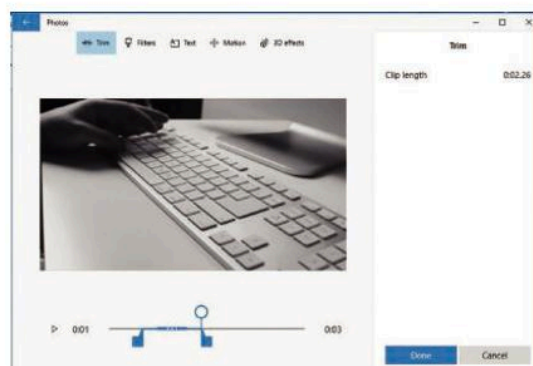 Photos
Trim Filters Text Motion 3D effects
Trim
Clip length 0:02.26
0:01 0:03
Done Cancel